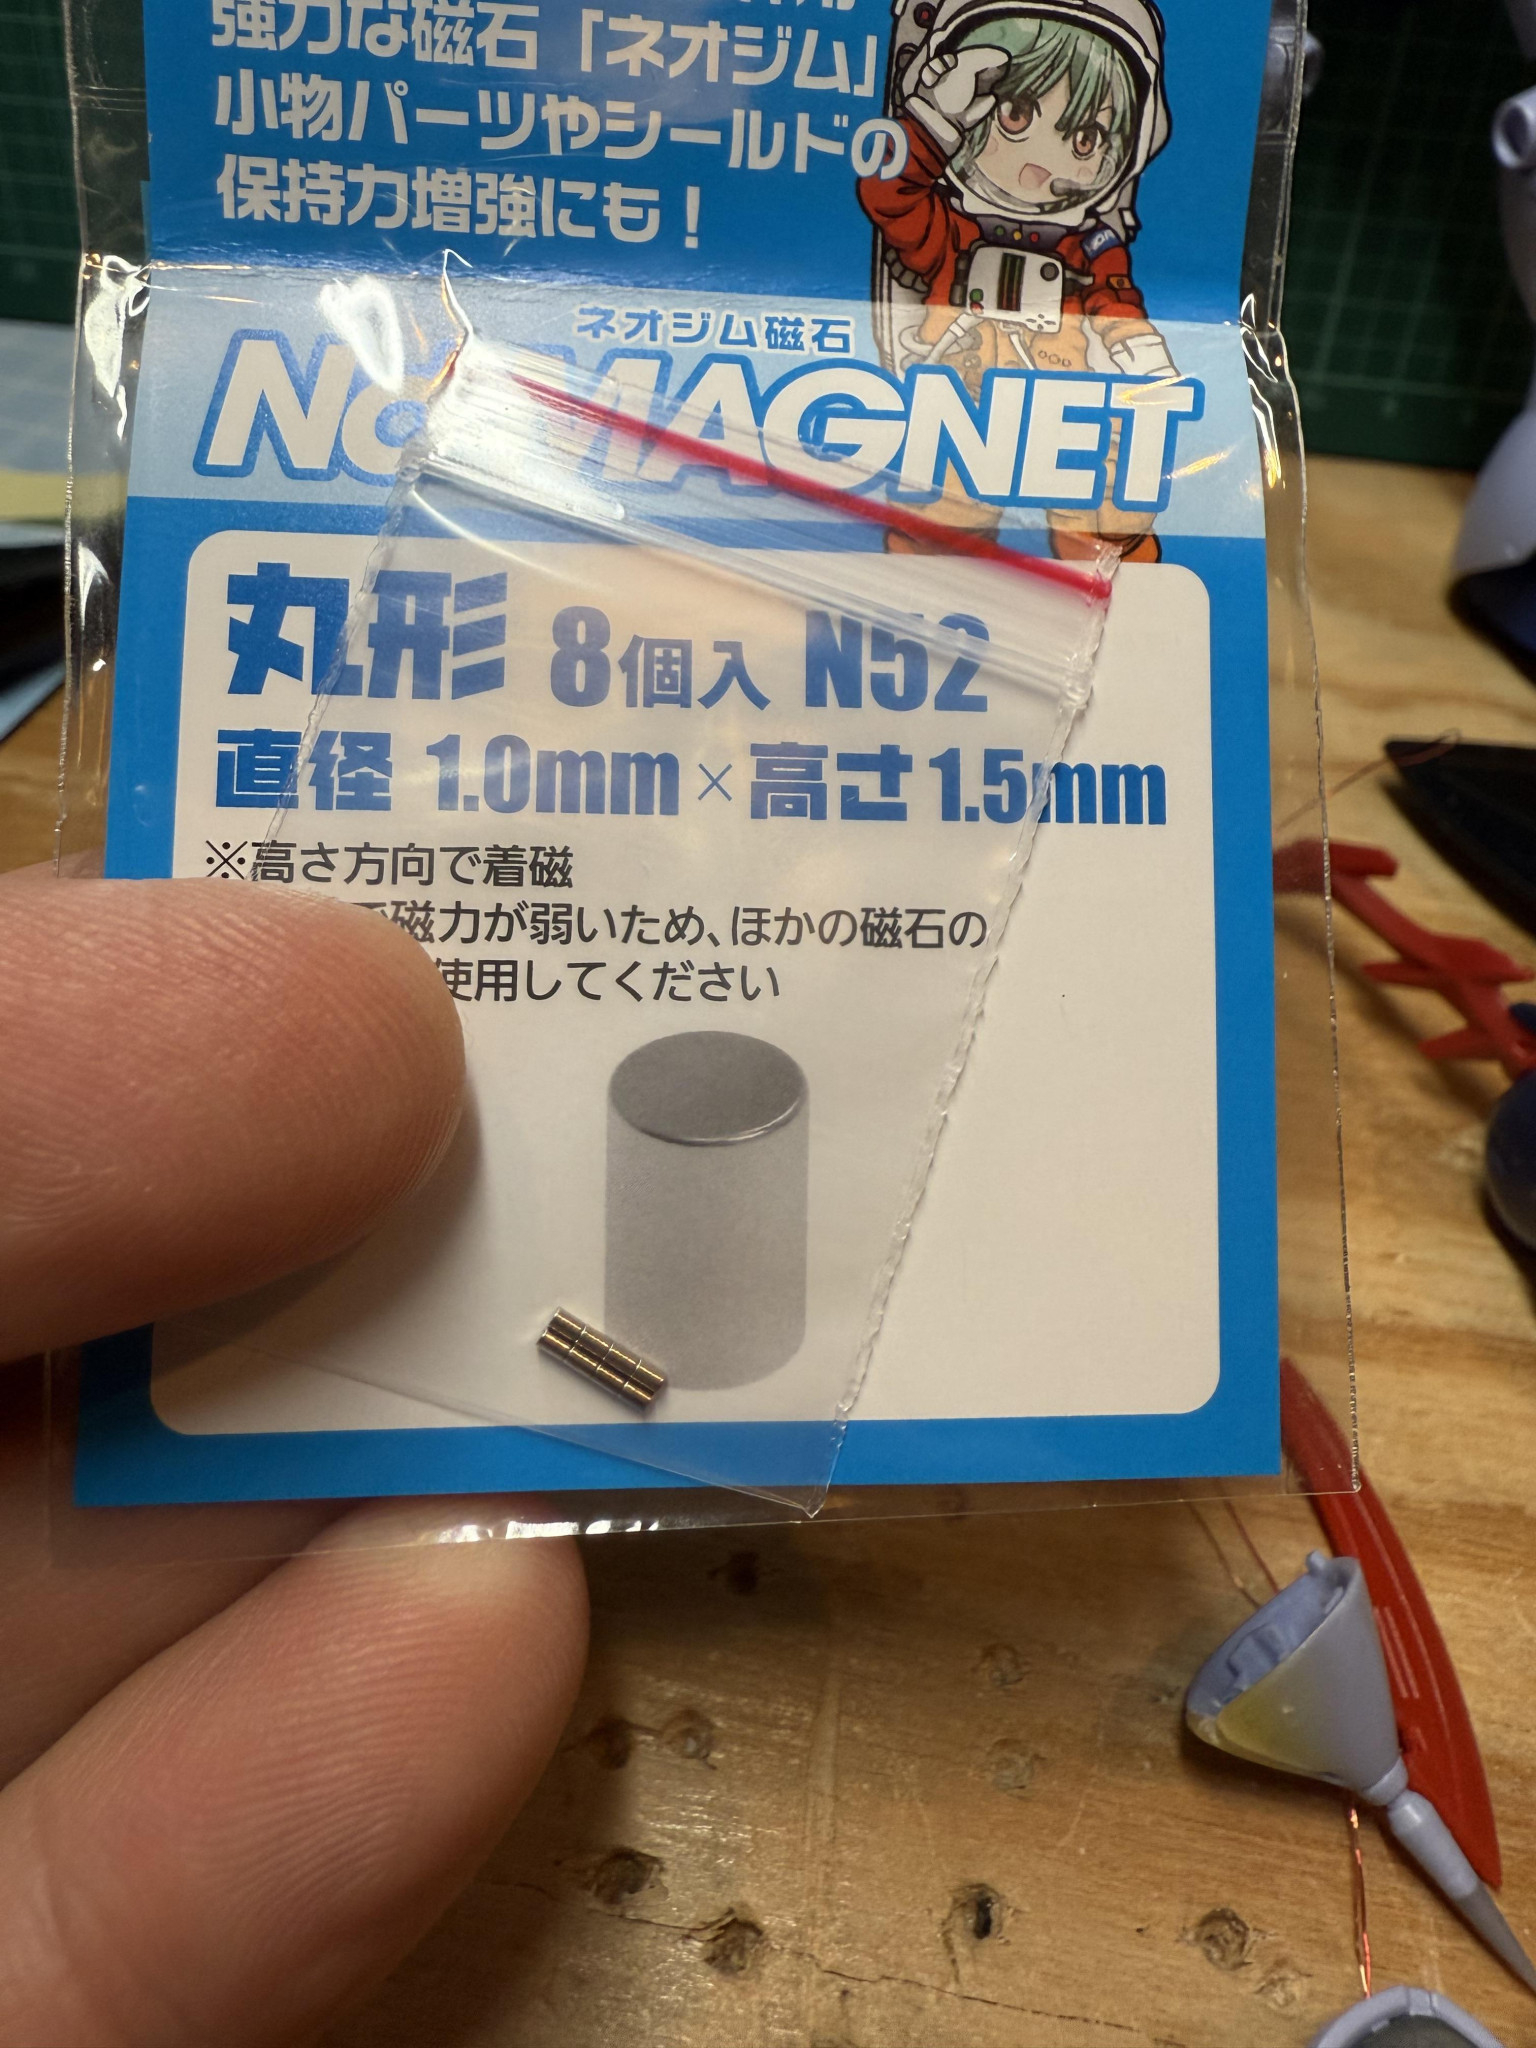 強力な磁石「ネオジム」
小物パーツやシールドの
保持力増強にも！
ネオジム磁石
MAGNET
丸形 8個入 N52
直径 1.0mm×高さ1.5mm
※高さ方向で着磁
磁力が弱いため、ほかの磁石の
使用してください